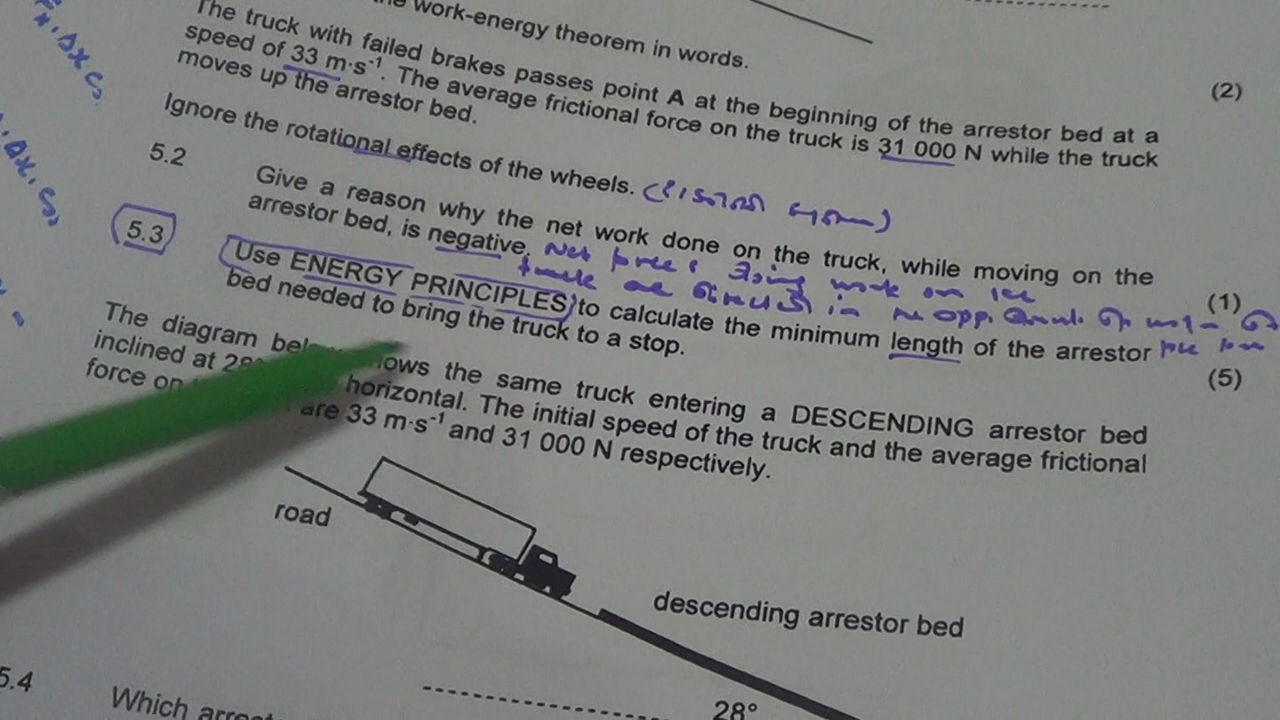 the work-energy theorem in words.
(2)
The truck with failed brakes passes point A at the beginning of the arrestor bed at a
speed of 33 m·s⁻¹. The average frictional force on the truck is 31 000 N while the truck
moves up the arrestor bed.
Ignore the rotational effects of the wheels.
5.2 Give a reason why the net work done on the truck, while moving on the
arrestor bed, is negative.
(1)
5.3 Use ENERGY PRINCIPLES to calculate the minimum length of the arrestor
bed needed to bring the truck to a stop.
(5)
The diagram shows the same truck entering a DESCENDING arrestor bed
inclined at horizontal. The initial speed of the truck and the average frictional
force on are 33 m·s⁻¹ and 31 000 N respectively.
road
descending arrestor bed
28°
5.4 Which